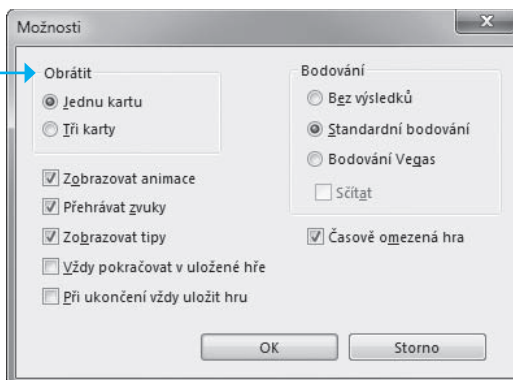 Možnosti
Obrátit
Jednu kartu
Tři karty
Zobrazovat animace
Přehrávat zvuky
Zobrazovat tipy
Vždy pokračovat v uložené hře
Při ukončení vždy uložit hru
Bodování
Bez výsledků
Standardní bodování
Bodování Vegas
Sčítat
Časově omezená hra
OK
Storno